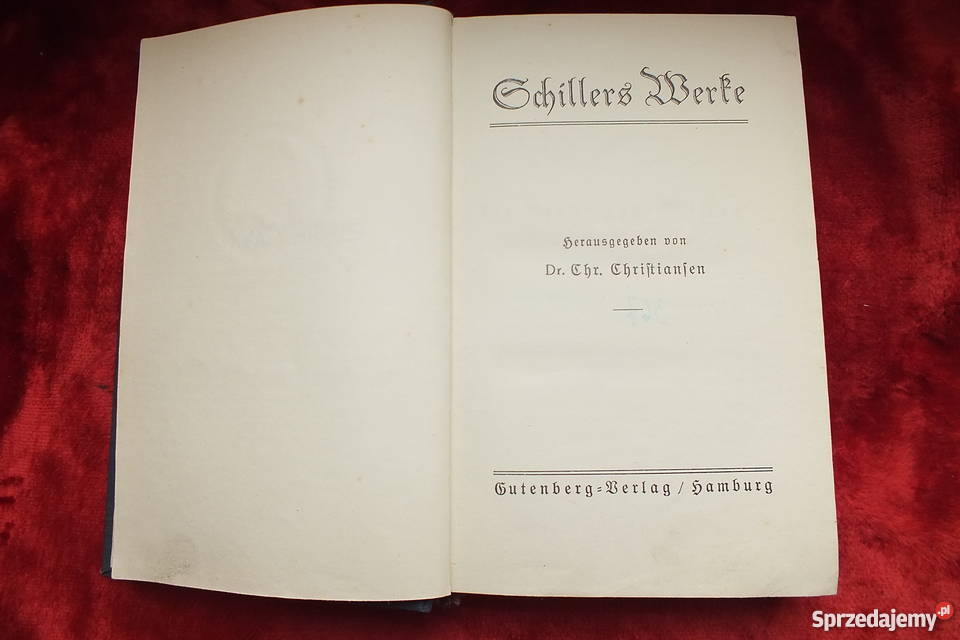 Schillers Werke
Herausgegeben von
Dr. Chr. Chriſtianſen
Gutenberg=Verlag / Hamburg
Sprzedajemy.pl